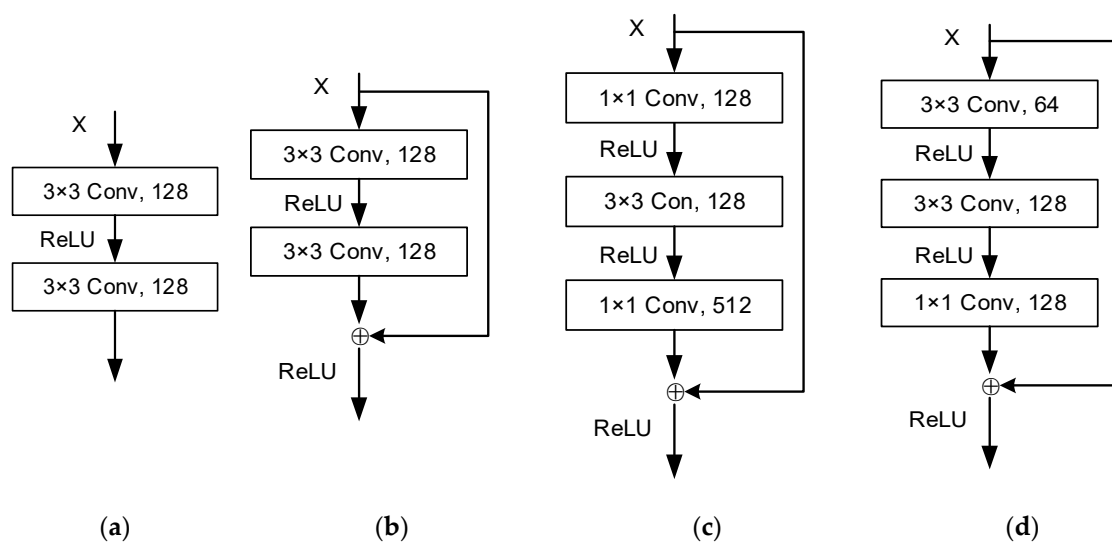 X
3×3 Conv, 128
ReLU
3×3 Conv, 128
(a)
X
3×3 Conv, 128
ReLU
3×3 Conv, 128
ReLU
(b)
X
1×1 Conv, 128
ReLU
3×3 Con, 128
ReLU
1×1 Conv, 512
ReLU
(c)
X
3×3 Conv, 64
ReLU
3×3 Conv, 128
ReLU
1×1 Conv, 128
ReLU
(d)